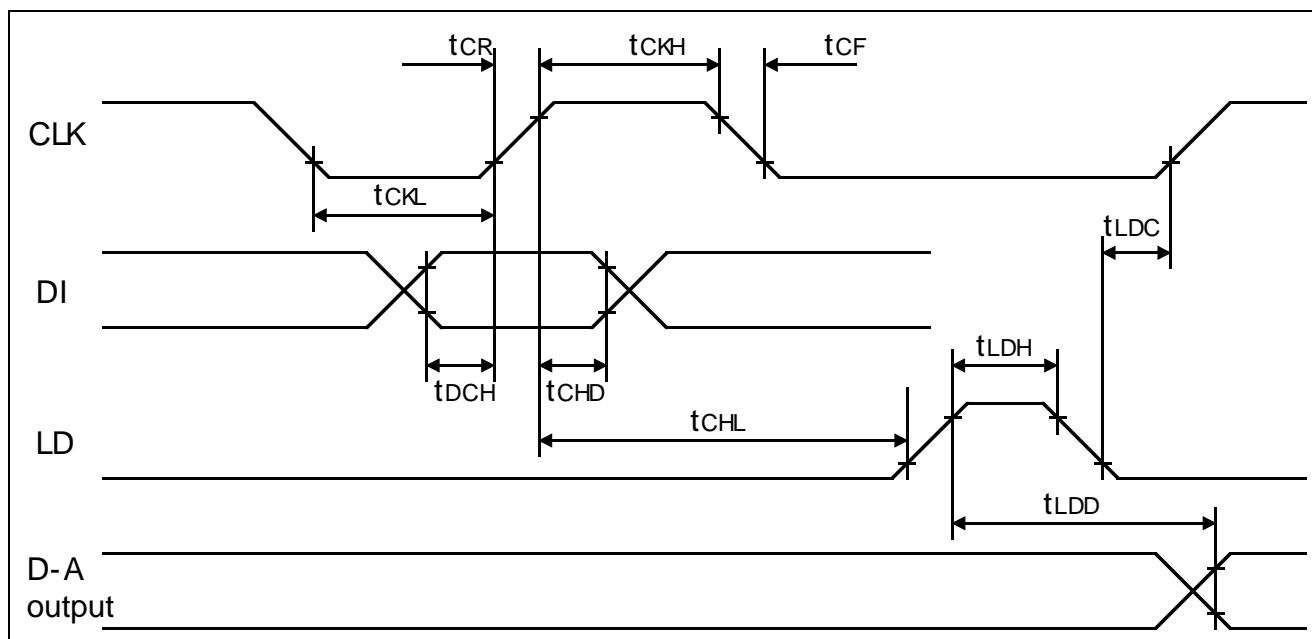 tCR
tCKH
tCF
CLK
tCKL
tLDC
DI
tLDH
tDCH
tCHD
tCHL
LD
tLDD
D-A
output